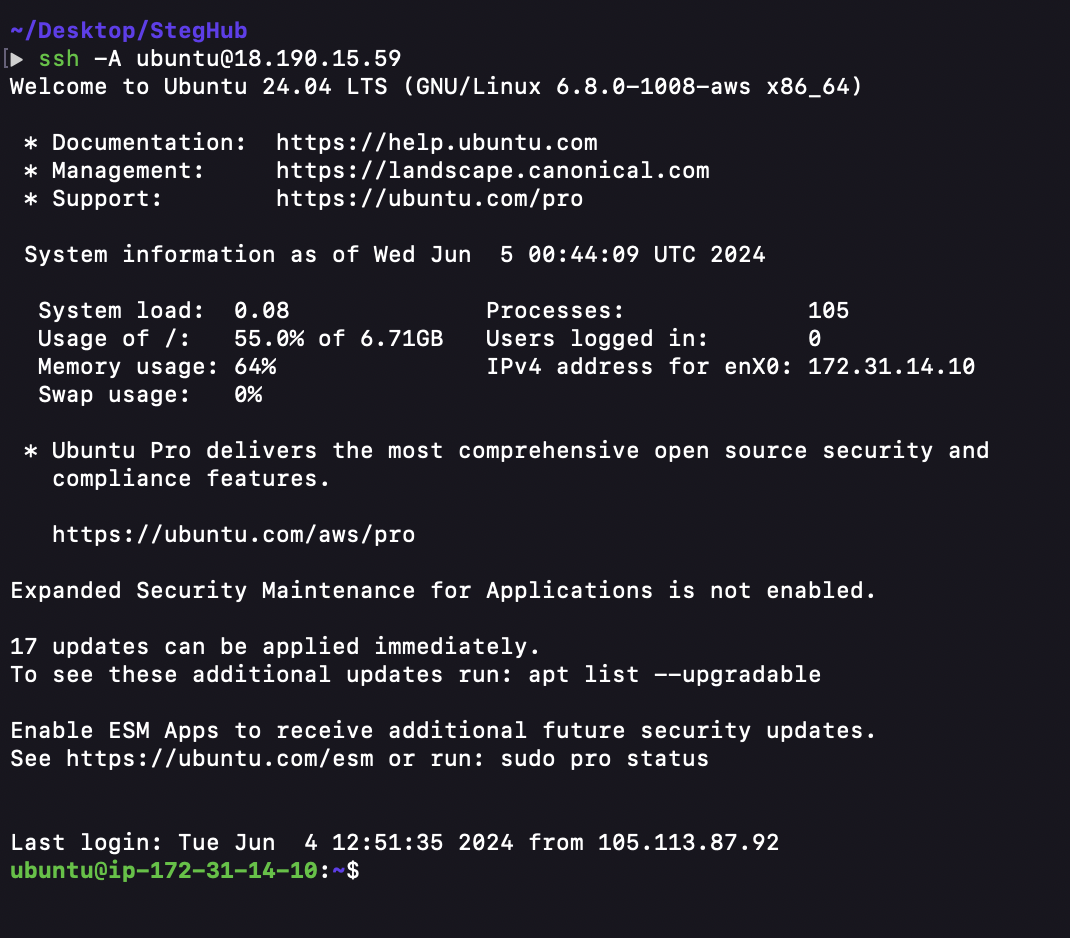 ~/Desktop/StegHub
[▶ ssh -A ubuntu@18.190.15.59
Welcome to Ubuntu 24.04 LTS (GNU/Linux 6.8.0-1008-aws x86_64)

 * Documentation:  https://help.ubuntu.com
 * Management:     https://landscape.canonical.com
 * Support:        https://ubuntu.com/pro

 System information as of Wed Jun  5 00:44:09 UTC 2024

  System load:  0.08              Processes:             105
  Usage of /:   55.0% of 6.71GB   Users logged in:       0
  Memory usage: 64%               IPv4 address for enX0: 172.31.14.10
  Swap usage:   0%

 * Ubuntu Pro delivers the most comprehensive open source security and
   compliance features.

   https://ubuntu.com/aws/pro

Expanded Security Maintenance for Applications is not enabled.

17 updates can be applied immediately.
To see these additional updates run: apt list --upgradable

Enable ESM Apps to receive additional future security updates.
See https://ubuntu.com/esm or run: sudo pro status


Last login: Tue Jun  4 12:51:35 2024 from 105.113.87.92
ubuntu@ip-172-31-14-10:~$